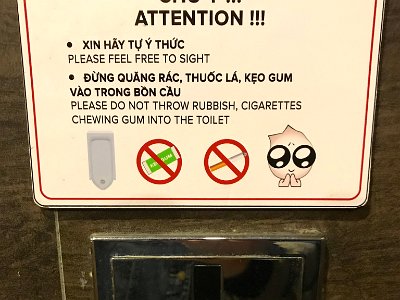 CHÚ Ý !!!
ATTENTION !!!
• XIN HÃY TỰ Ý THỨC
PLEASE FEEL FREE TO SIGHT
• ĐỪNG QUĂNG RÁC, THUỐC LÁ, KẸO GUM
VÀO TRONG BỒN CẦU
PLEASE DO NOT THROW RUBBISH, CIGARETTES
CHEWING GUM INTO THE TOILET